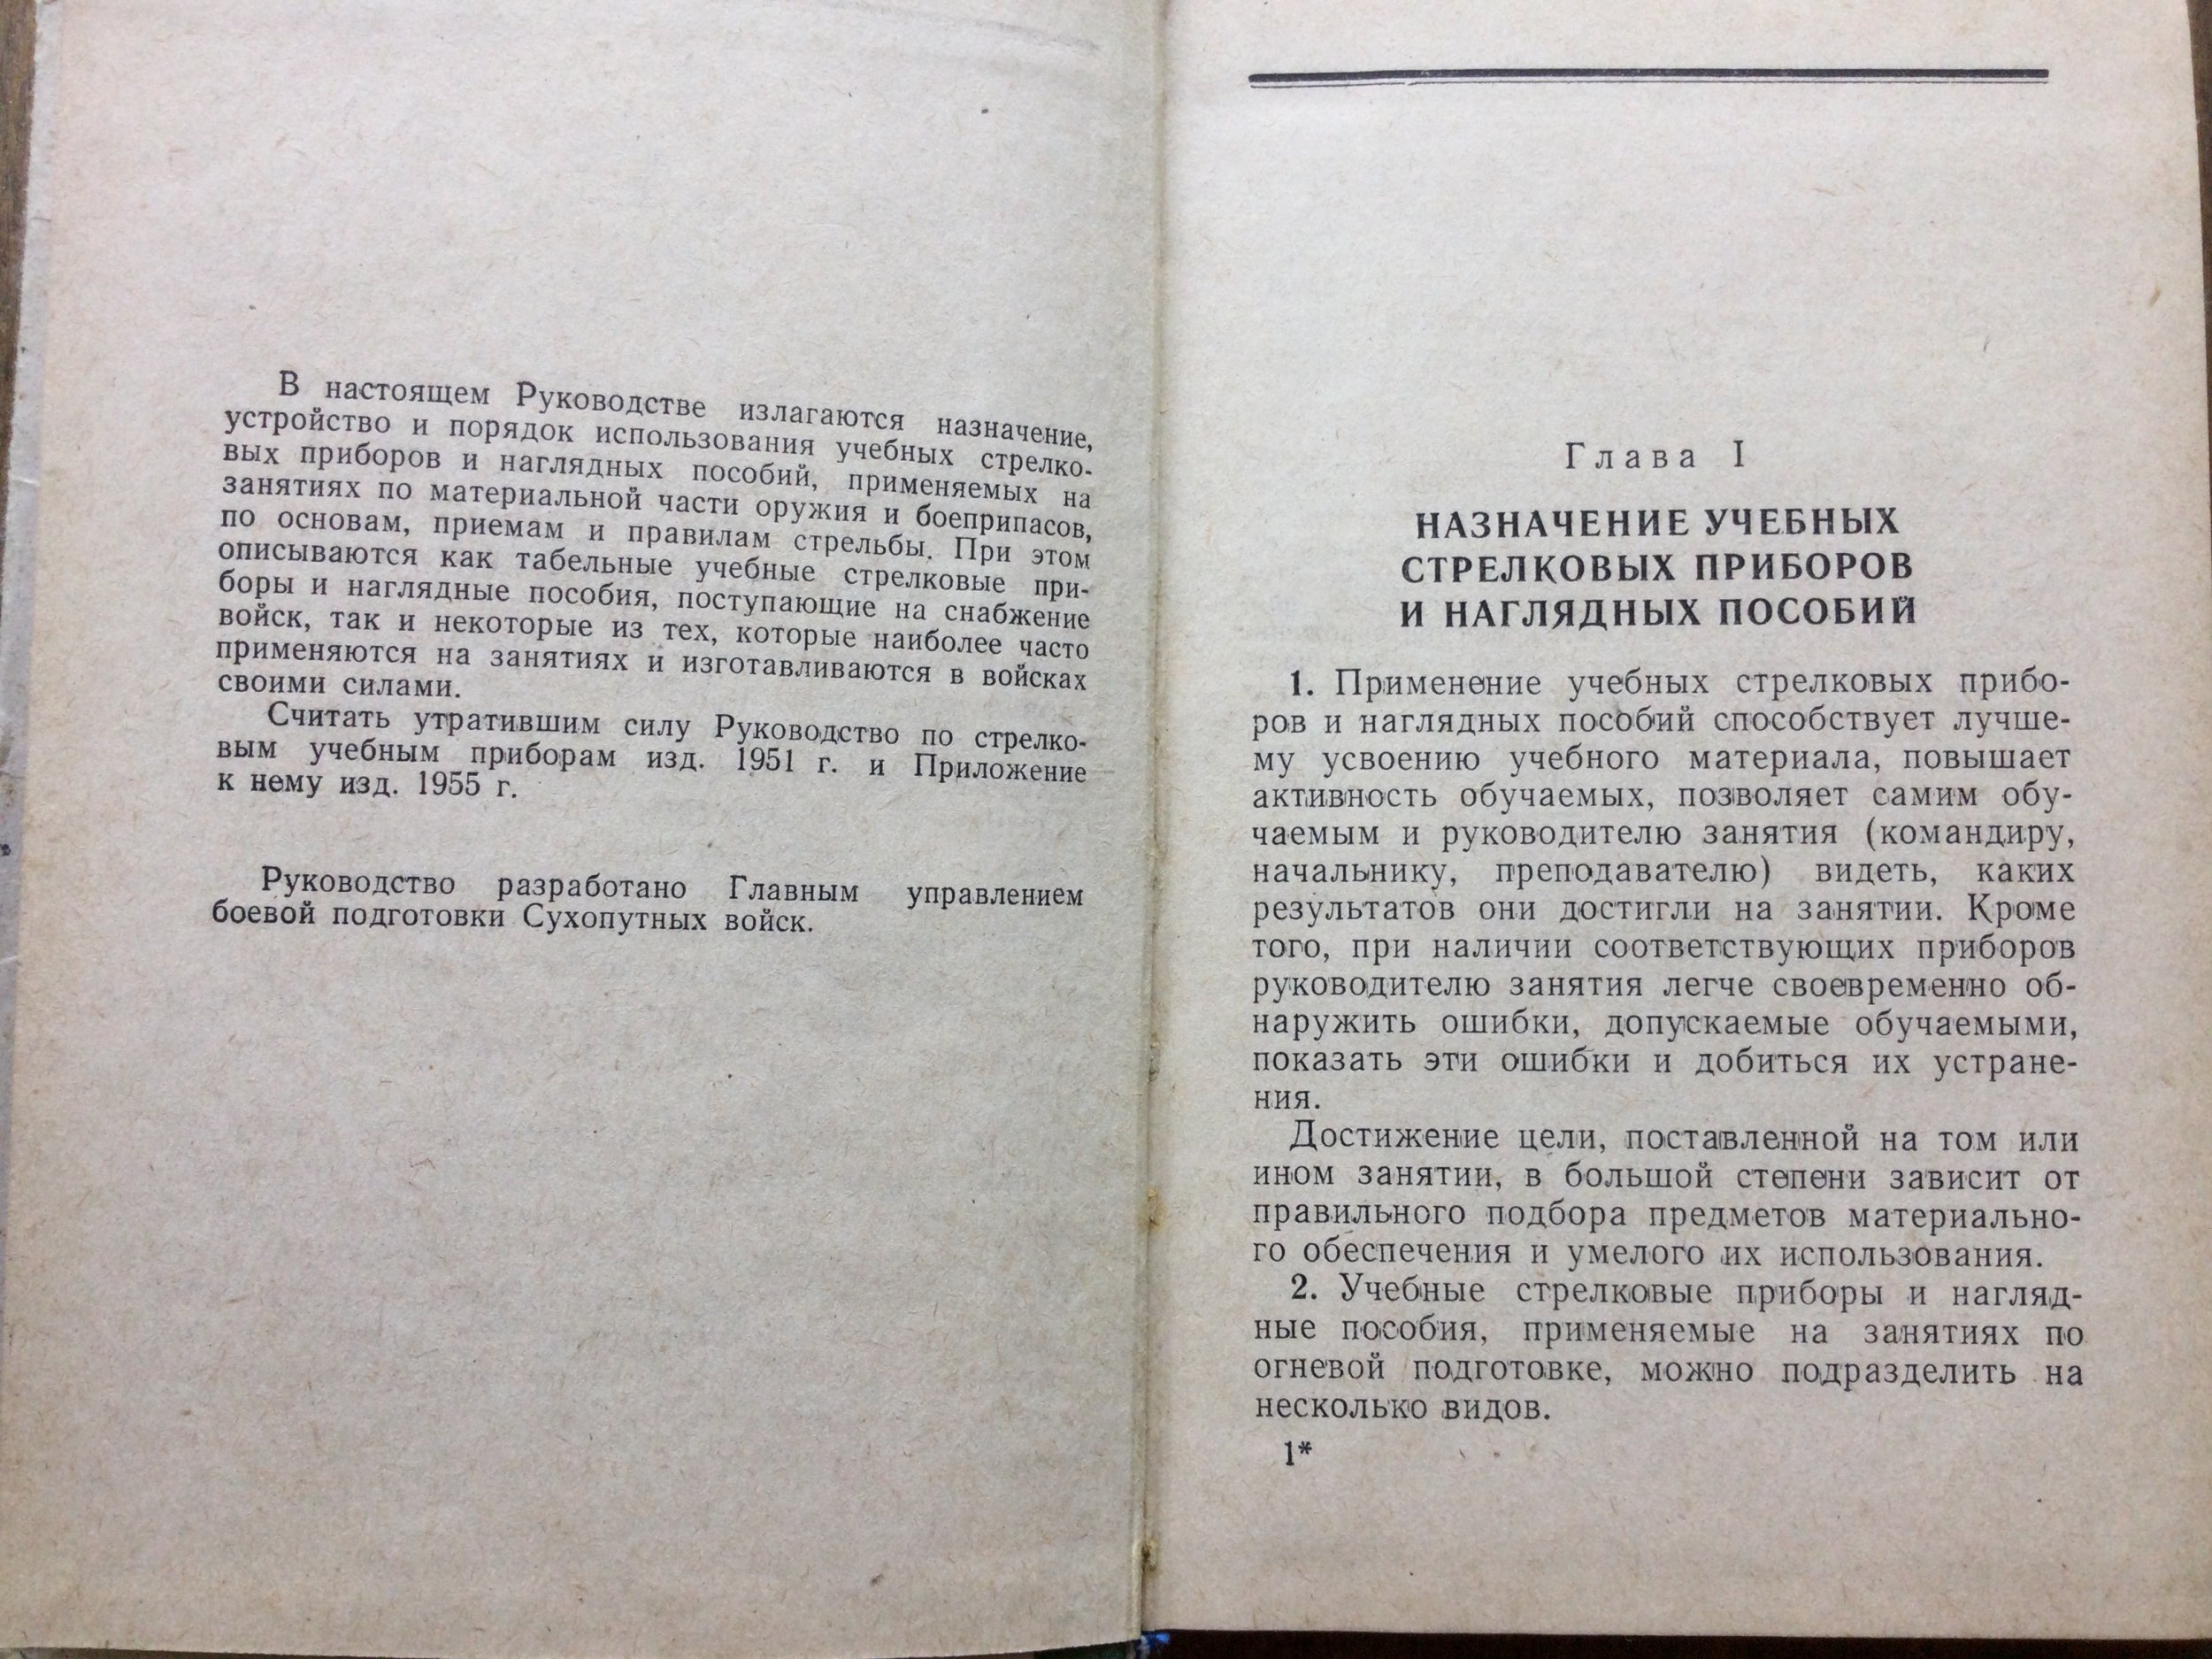 В настоящем Руководстве излагаются назначение,
устройство и порядок использования учебных стрелко-
вых приборов и наглядных пособий, применяемых на
занятиях по материальной части оружия и боеприпасов,
по основам, приемам и правилам стрельбы. При этом
описываются как табельные учебные стрелковые при-
боры и наглядные пособия, поступающие на снабжение
войск, так и некоторые из тех, которые наиболее часто
применяются на занятиях и изготавливаются в войсках
своими силами.
Считать утратившим силу Руководство по стрелко-
вым учебным приборам изд. 1951 г. и Приложение
к нему изд. 1955 г.
Руководство разработано Главным управлением
боевой подготовки Сухопутных войск.
Глава I
НАЗНАЧЕНИЕ УЧЕБНЫХ
СТРЕЛКОВЫХ ПРИБОРОВ
И НАГЛЯДНЫХ ПОСОБИЙ
1. Применение учебных стрелковых прибо-
ров и наглядных пособий способствует лучше-
му усвоению учебного материала, повышает
активность обучаемых, позволяет самим обу-
чаемым и руководителю занятия (командиру,
начальнику, преподавателю) видеть, каких
результатов они достигли на занятии. Кроме
того, при наличии соответствующих приборов
руководителю занятия легче своевременно об-
наружить ошибки, допускаемые обучаемыми,
показать эти ошибки и добиться их устране-
ния.
Достижение цели, поставленной на том или
ином занятии, в большой степени зависит от
правильного подбора предметов материально-
го обеспечения и умелого их использования.
2. Учебные стрелковые приборы и нагляд-
ные пособия, применяемые на занятиях по
огневой подготовке, можно подразделить на
несколько видов.
1*